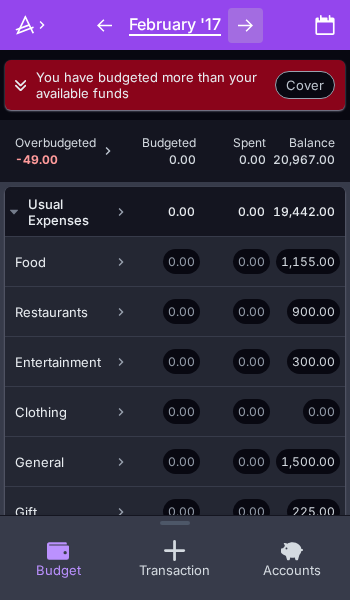 February '17
You have budgeted more than your
available funds
Cover
Overbudgeted Budgeted Spent Balance
-49.00 0.00 0.00 20,967.00
Usual
Expenses 0.00 0.00 19,442.00
Food 0.00 0.00 1,155.00
Restaurants 0.00 0.00 900.00
Entertainment 0.00 0.00 300.00
Clothing 0.00 0.00 0.00
General 0.00 0.00 1,500.00
Gift 0.00 0.00 225.00
Budget Transaction Accounts